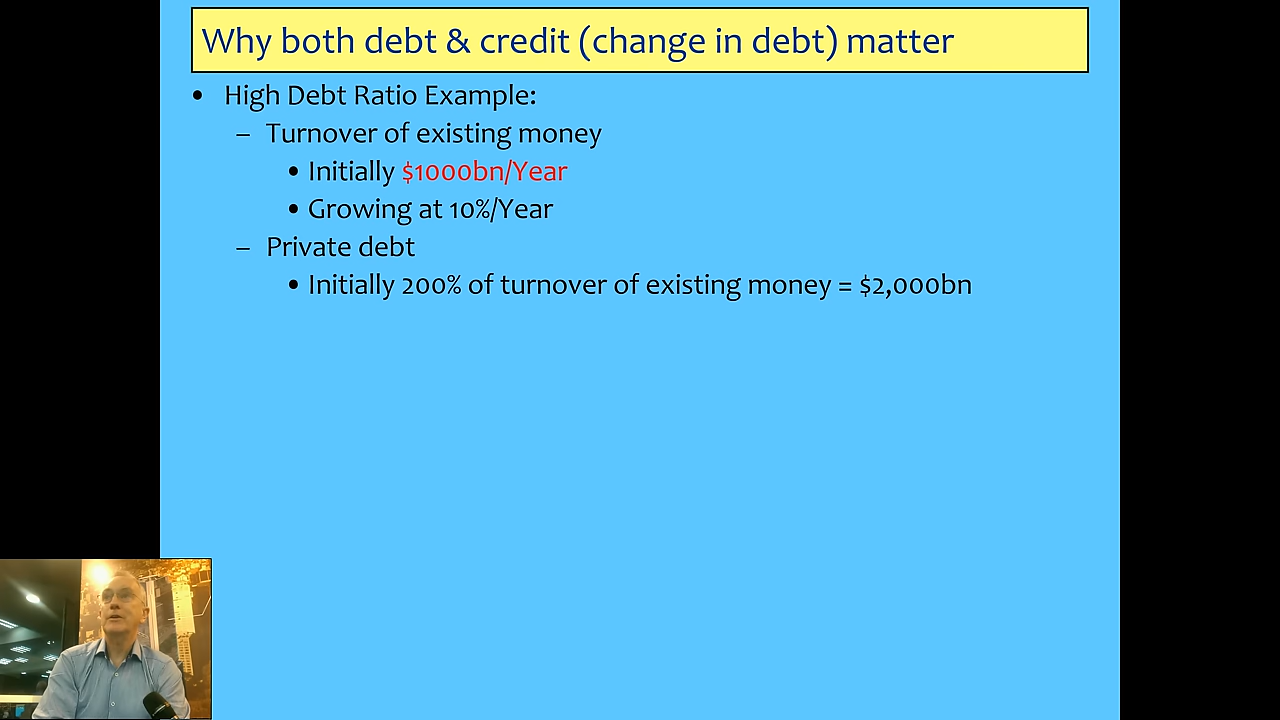 Why both debt & credit (change in debt) matter
• High Debt Ratio Example:
– Turnover of existing money
• Initially $1000bn/Year
• Growing at 10%/Year
– Private debt
• Initially 200% of turnover of existing money = $2,000bn